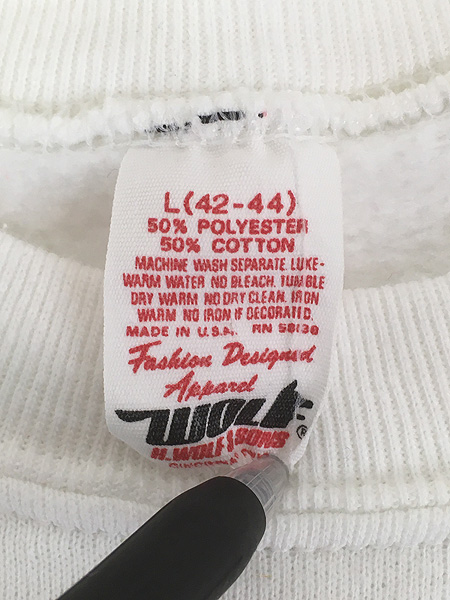 L(42-44)
50% POLYESTER
50% COTTON
MACHINE WASH SEPARATE. LUKE-
WARM WATER NO BLEACH. TUMBLE
DRY WARM NO DRY CLEAN. IRON
WARM NO IRON IF DECORATED.
MADE IN U.S.A. RN 58138
Fashion Designed
Apparel
WOLF
®
H. WOLF & SONS